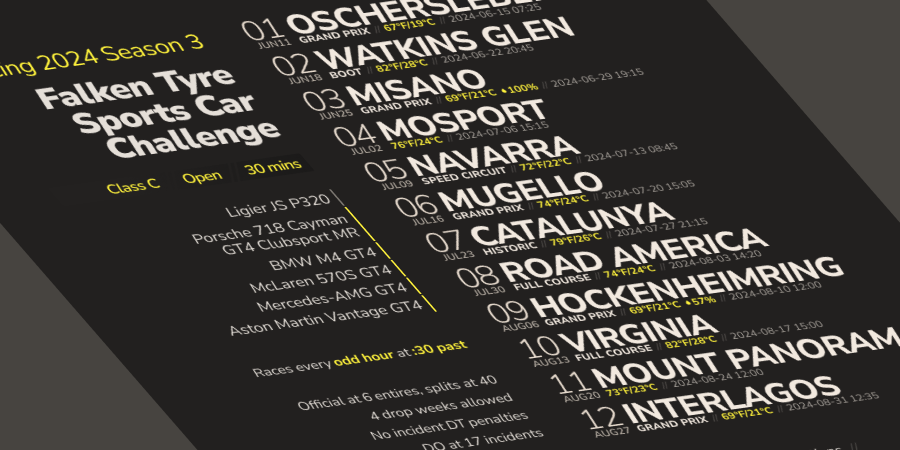 ing 2024 Season 3
Falken Tyre
Sports Car
Challenge
Class C Open 30 mins
Ligier JS P320
Porsche 718 Cayman
GT4 Clubsport MR
BMW M4 GT4
McLaren 570S GT4
Mercedes-AMG GT4
Aston Martin Vantage GT4
Races every odd hour at :30 past
Official at 6 entires, splits at 40
4 drop weeks allowed
No incident DT penalties
DQ at 17 incidents
01 OSCHERSLEBE
JUN11 GRAND PRIX // 67°F/19°C // 2024-06-15 07:25
02 WATKINS GLEN
JUN18 BOOT // 82°F/28°C // 2024-06-22 20:45
03 MISANO
JUN25 GRAND PRIX // 69°F/21°C •100% // 2024-06-29 19:15
04 MOSPORT
JUL02 76°F/24°C // 2024-07-06 15:15
05 NAVARRA
JUL09 SPEED CIRCUIT // 72°F/22°C // 2024-07-13 08:45
06 MUGELLO
JUL16 GRAND PRIX // 74°F/24°C // 2024-07-20 15:05
07 CATALUNYA
JUL23 HISTORIC // 79°F/26°C // 2024-07-27 21:15
08 ROAD AMERICA
JUL30 FULL COURSE // 74°F/24°C // 2024-08-03 14:20
09 HOCKENHEIMRING
AUG06 GRAND PRIX // 69°F/21°C •57% // 2024-08-10 12:00
10 VIRGINIA
AUG13 FULL COURSE // 82°F/28°C // 2024-08-17 15:00
11 MOUNT PANORAM
AUG20 73°F/23°C // 2024-08-24 12:00
12 INTERLAGOS
AUG27 GRAND PRIX // 69°F/21°C // 2024-08-31 12:35